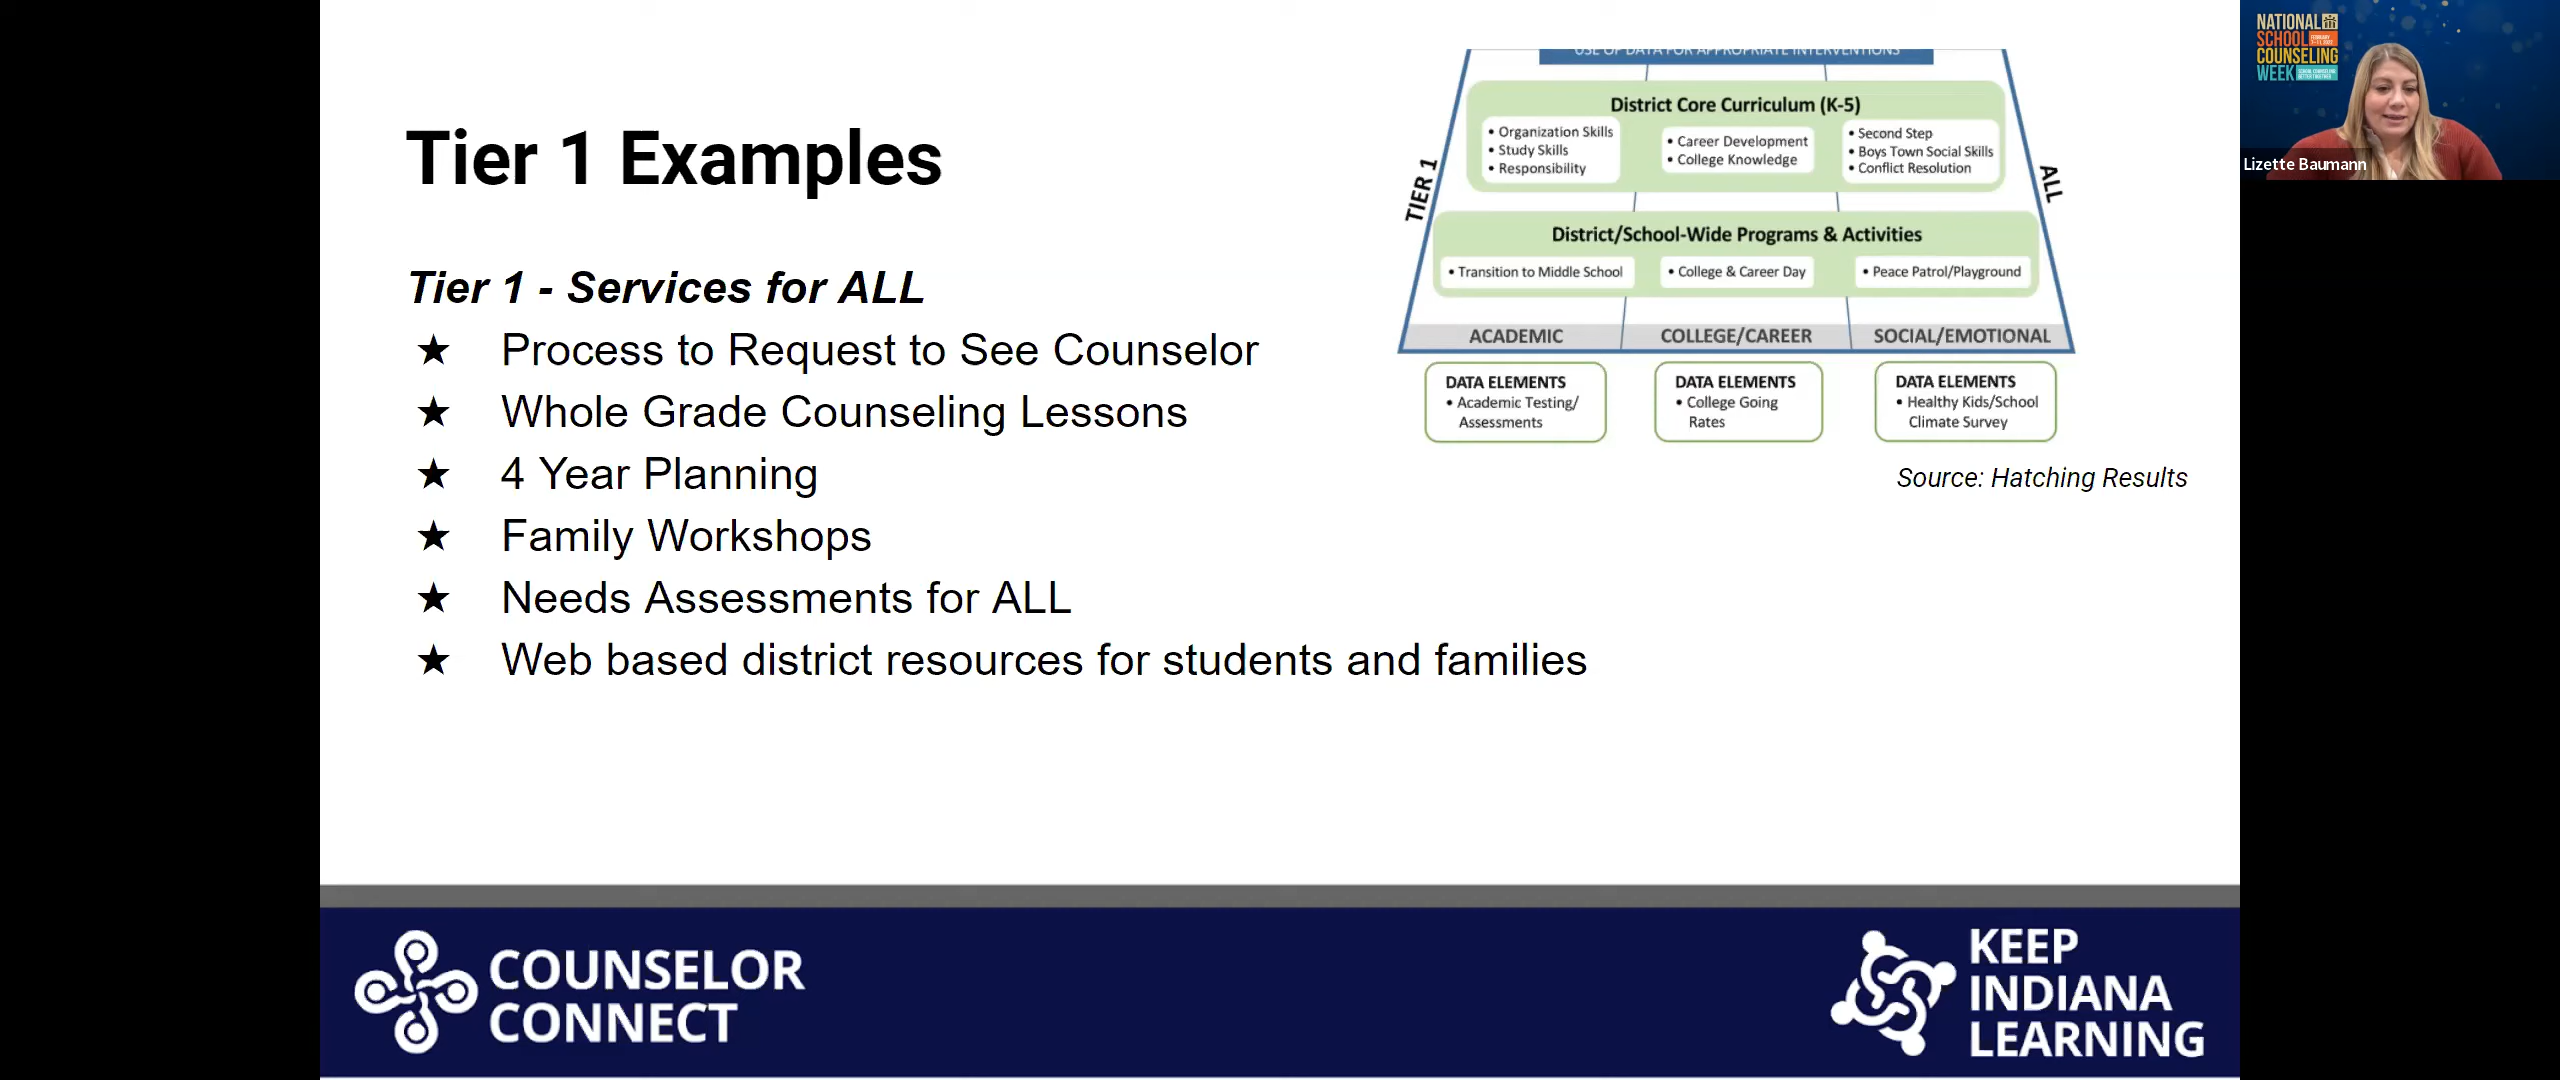 Tier 1 Examples
Tier 1 - Services for ALL
★ Process to Request to See Counselor
★ Whole Grade Counseling Lessons
★ 4 Year Planning
★ Family Workshops
★ Needs Assessments for ALL
★ Web based district resources for students and families
USE OF DATA FOR APPROPRIATE INTERVENTIONS
TIER 1
ALL
District Core Curriculum (K-5)
• Organization Skills
• Study Skills
• Responsibility
• Career Development
• College Knowledge
• Second Step
• Boys Town Social Skills
• Conflict Resolution
District/School-Wide Programs & Activities
• Transition to Middle School
• College & Career Day
• Peace Patrol/Playground
ACADEMIC
COLLEGE/CAREER
SOCIAL/EMOTIONAL
DATA ELEMENTS
• Academic Testing/
Assessments
DATA ELEMENTS
• College Going
Rates
DATA ELEMENTS
• Healthy Kids/School
Climate Survey
Source: Hatching Results
NATIONAL
SCHOOL
COUNSELING
WEEK
Lizette Baumann
COUNSELOR
CONNECT
KEEP
INDIANA
LEARNING